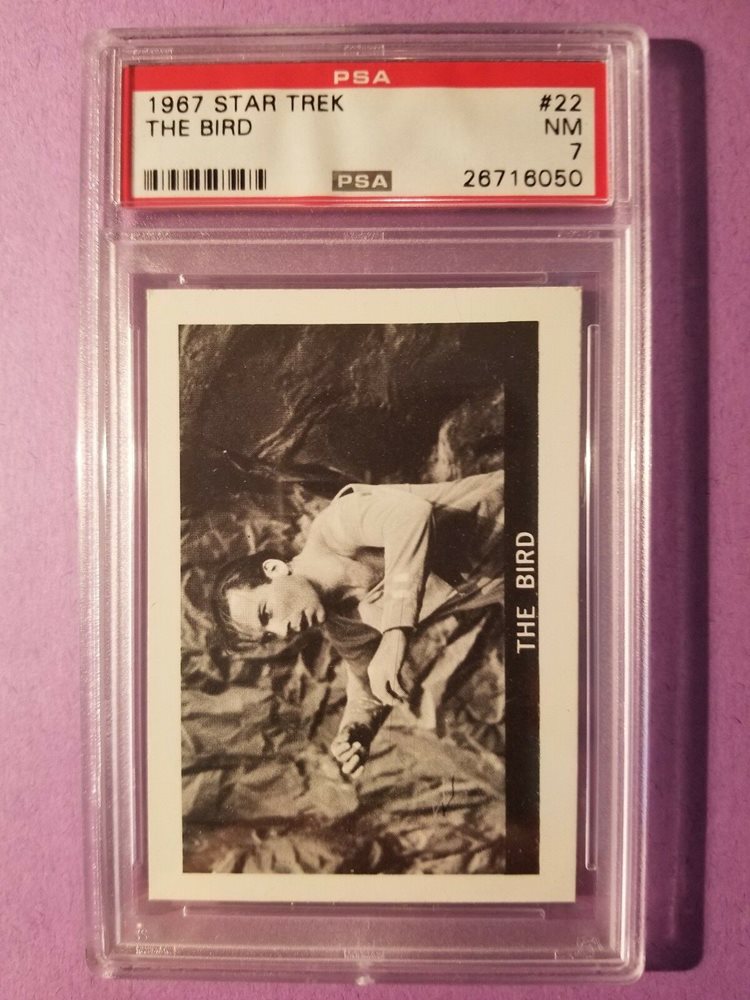 PSA
1967 STAR TREK #22
THE BIRD NM
7
PSA 26716050
THE BIRD